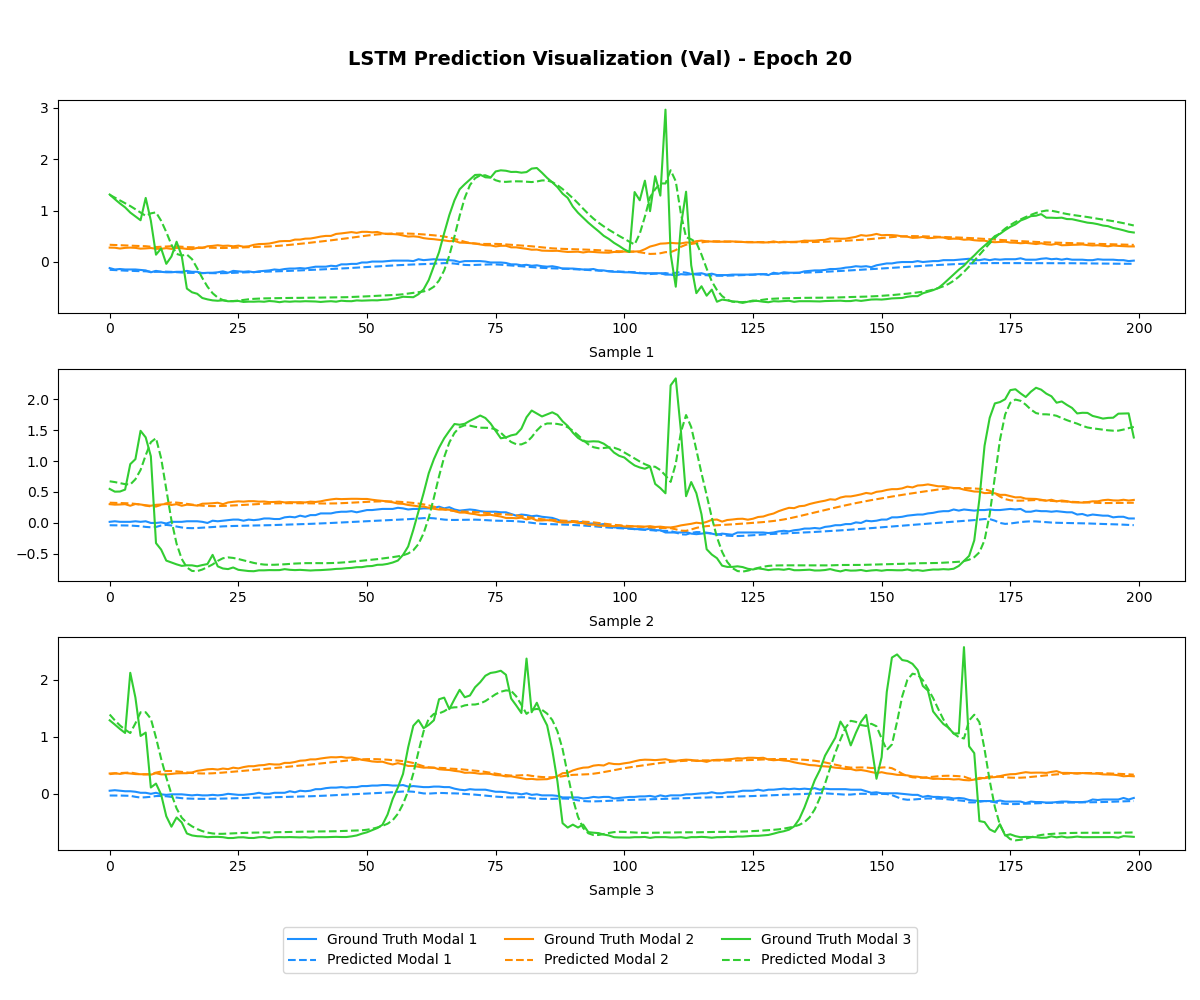 LSTM Prediction Visualization (Val) - Epoch 20
3
2
1
0
0 25 50 75 100 125 150 175 200
Sample 1
2.0
1.5
1.0
0.5
0.0
−0.5
0 25 50 75 100 125 150 175 200
Sample 2
2
1
0
0 25 50 75 100 125 150 175 200
Sample 3
Ground Truth Modal 1 Ground Truth Modal 2 Ground Truth Modal 3
Predicted Modal 1 Predicted Modal 2 Predicted Modal 3